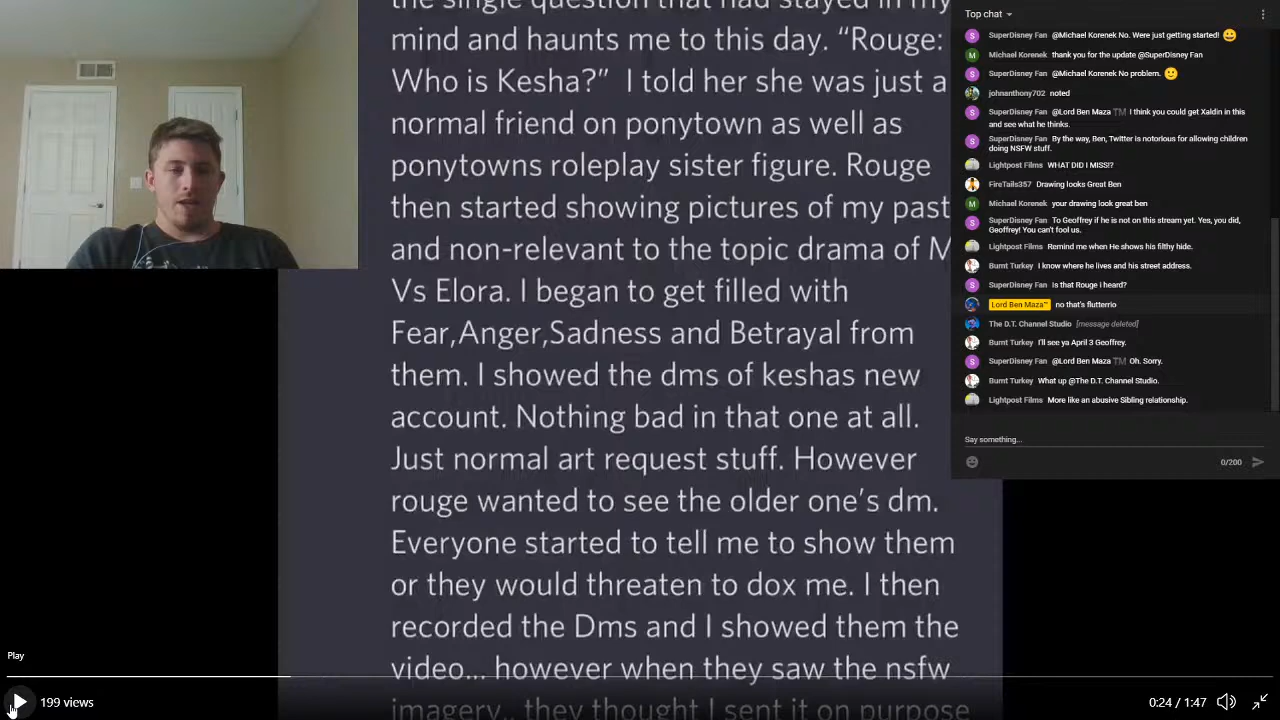 the single question that had stayed in my
mind and haunts me to this day. “Rouge:
Who is Kesha?” I told her she was just a
normal friend on ponytown as well as
ponytowns roleplay sister figure. Rouge
then started showing pictures of my past
and non-relevant to the topic drama of M
Vs Elora. I began to get filled with
Fear,Anger,Sadness and Betrayal from
them. I showed the dms of keshas new
account. Nothing bad in that one at all.
Just normal art request stuff. However
rouge wanted to see the older one’s dm.
Everyone started to tell me to show them
or they would threaten to dox me. I then
recorded the Dms and I showed them the
video... however when they saw the nsfw
imagery.. they thought I sent it on purpose
Top chat
SuperDisney Fan @Michael Korenek No. Were just getting started!
Michael Korenek thank you for the update @SuperDisney Fan
SuperDisney Fan @Michael Korenek No problem.
johnanthony702 noted
SuperDisney Fan @Lord Ben Maza TM I think you could get Xaldin in this
and see what he thinks.
SuperDisney Fan By the way, Ben, Twitter is notorious for allowing children
doing NSFW stuff.
Lightpost Films WHAT DID I MISS!?
FireTails357 Drawing looks Great Ben
Michael Korenek your drawing look great ben
SuperDisney Fan To Geoffrey if he is not on this stream yet. Yes, you did,
Geoffrey! You can't fool us.
Lightpost Films Remind me when He shows his filthy hide.
Burnt Turkey I know where he lives and his street address.
SuperDisney Fan is that Rouge i heard?
Lord Ben Maza™ no that's flutterrio
The D.T. Channel Studio [message deleted]
Burnt Turkey I'll see ya April 3 Geoffrey.
SuperDisney Fan @Lord Ben Maza TM Oh. Sorry.
Burnt Turkey What up @The D.T. Channel Studio.
Lightpost Films More like an abusive Sibling relationship.
Say something...
0/200
Play
199 views
0:24 / 1:47